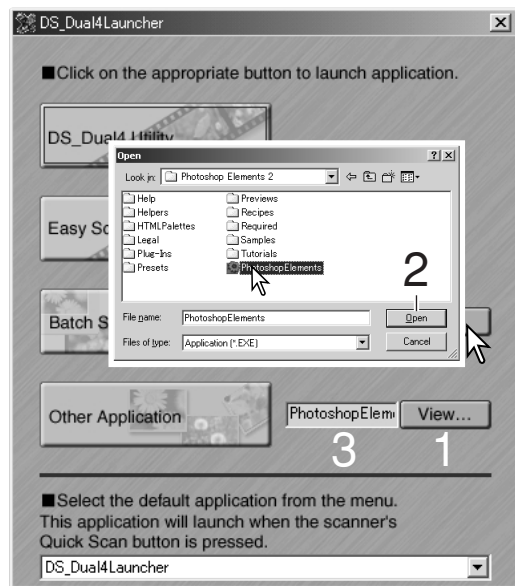 DS_Dual4Launcher
■Click on the appropriate button to launch application.
DS_Dual4 Utility
Open
Look in: Photoshop Elements 2
Help
Helpers
HTMLPalettes
Legal
Plug-Ins
Presets
Previews
Recipes
Required
Samples
Tutorials
PhotoshopElements
2
File name: PhotoshopElements Open
Files of type: Application (*.EXE) Cancel
Easy Sc
Batch S
Other Application
PhotoshopElem View...
3 1
■Select the default application from the menu.
This application will launch when the scanner's
Quick Scan button is pressed.
DS_Dual4Launcher